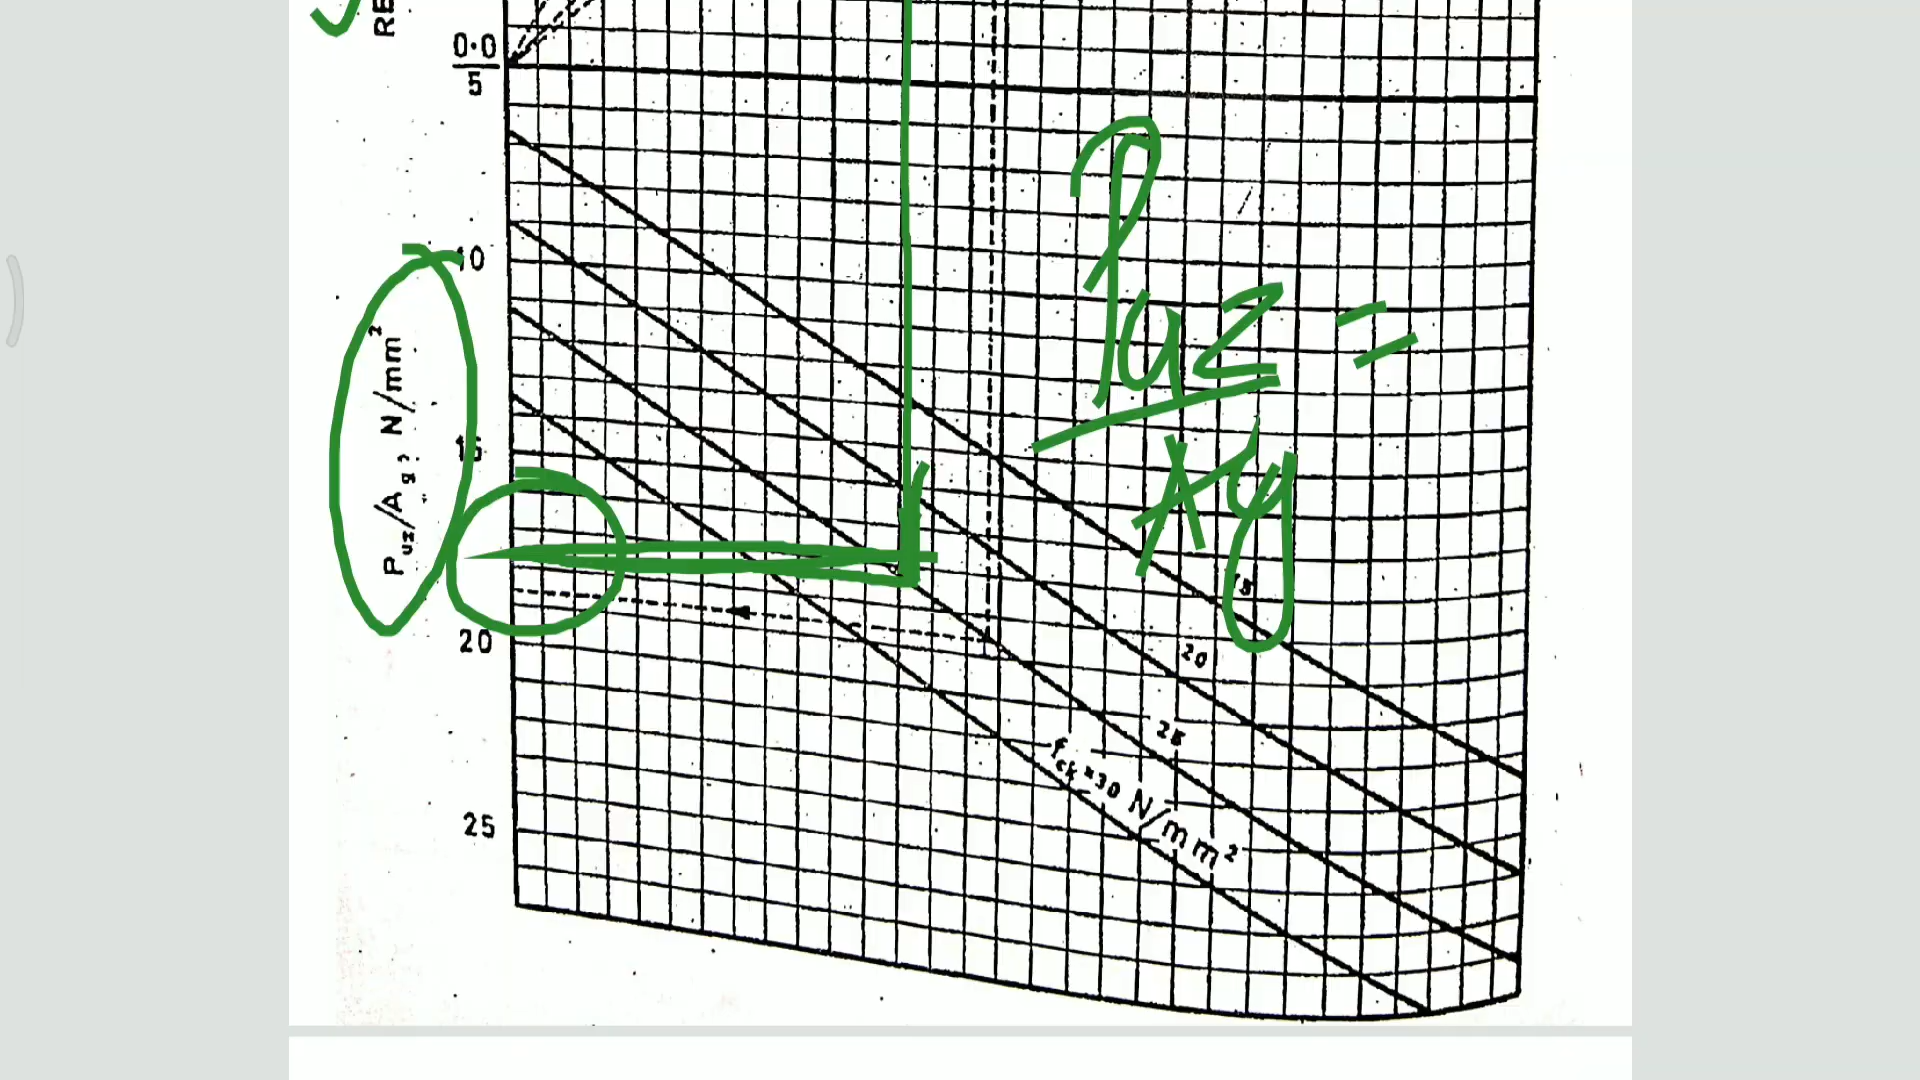 RE
0·0
5
10
15
20
25
Puz/Ag, N/mm²
Puz =
Ag
15
20
25
fck=30 N/mm²